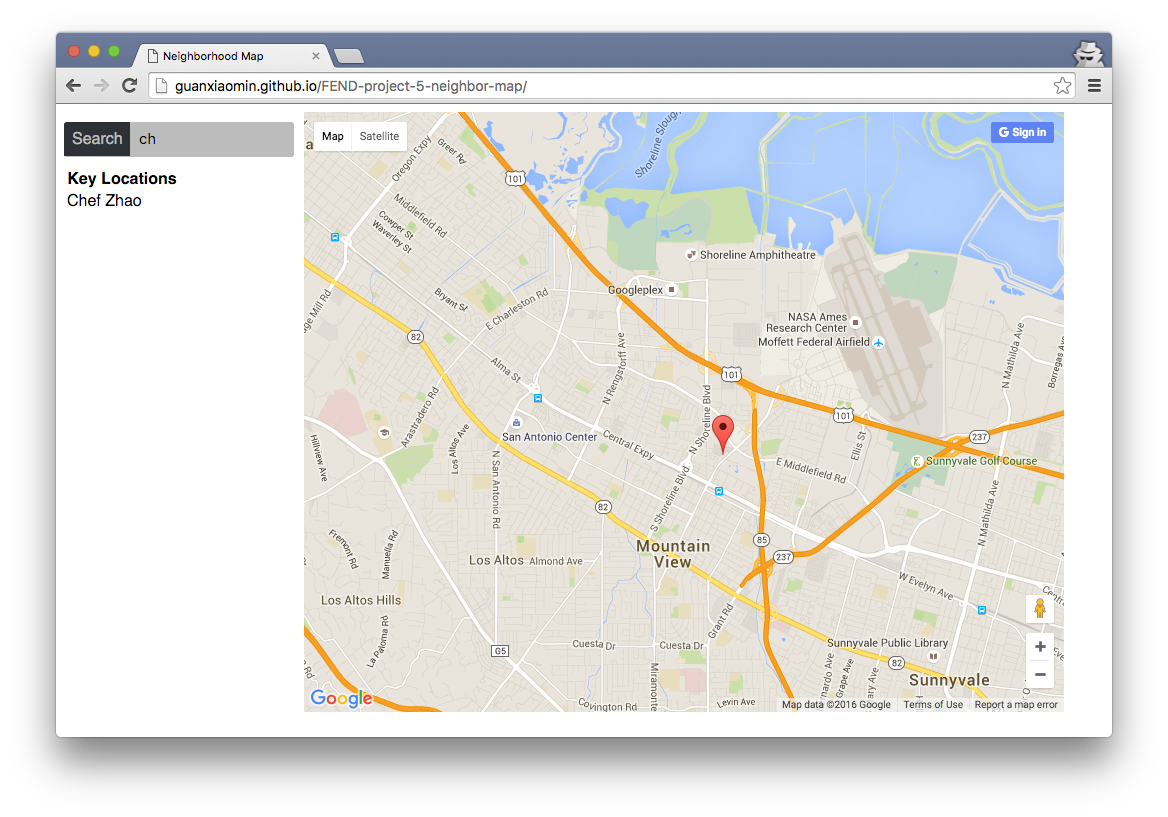 Neighborhood Map
guanxiaomin.github.io/FEND-project-5-neighbor-map/
Search ch
Key Locations
Chef Zhao
Map Satellite
G Sign in
Oregon Expy
Greer Rd
Shoreline Slough
101
Middlefield Rd
Cowper St
Waverley St
Shoreline Amphitheatre
Googleplex
Bryant St
E Charleston Rd
NASA Ames
Research Center
Moffett Federal Airfield
N Mathilda Ave
Borregas Ave
82
Alma St
N Rengstorff Ave
101
101
Arastradero Rd
N Shoreline Blvd
San Antonio Center
Central Expy
Hillview Ave
Los Altos Ave
N San Antonio Rd
E Middlefield Rd
Ellis St
237
Sunnyvale Golf Course
S Shoreline Blvd
82
N Mathilda Ave
Fremont Rd
Manuella Rd
Los Altos
Almond Ave
Mountain
View
85
237
Los Altos Hills
W Evelyn Ave
La Paloma Rd
G5
Cuesta Dr
Cuesta Dr
Grant Rd
Sunnyvale Public Library
82
Sunnyvale
Miramonte
Grape Ave
Levin Ave
Covington Rd
Google
Map data ©2016 Google Terms of Use Report a map error